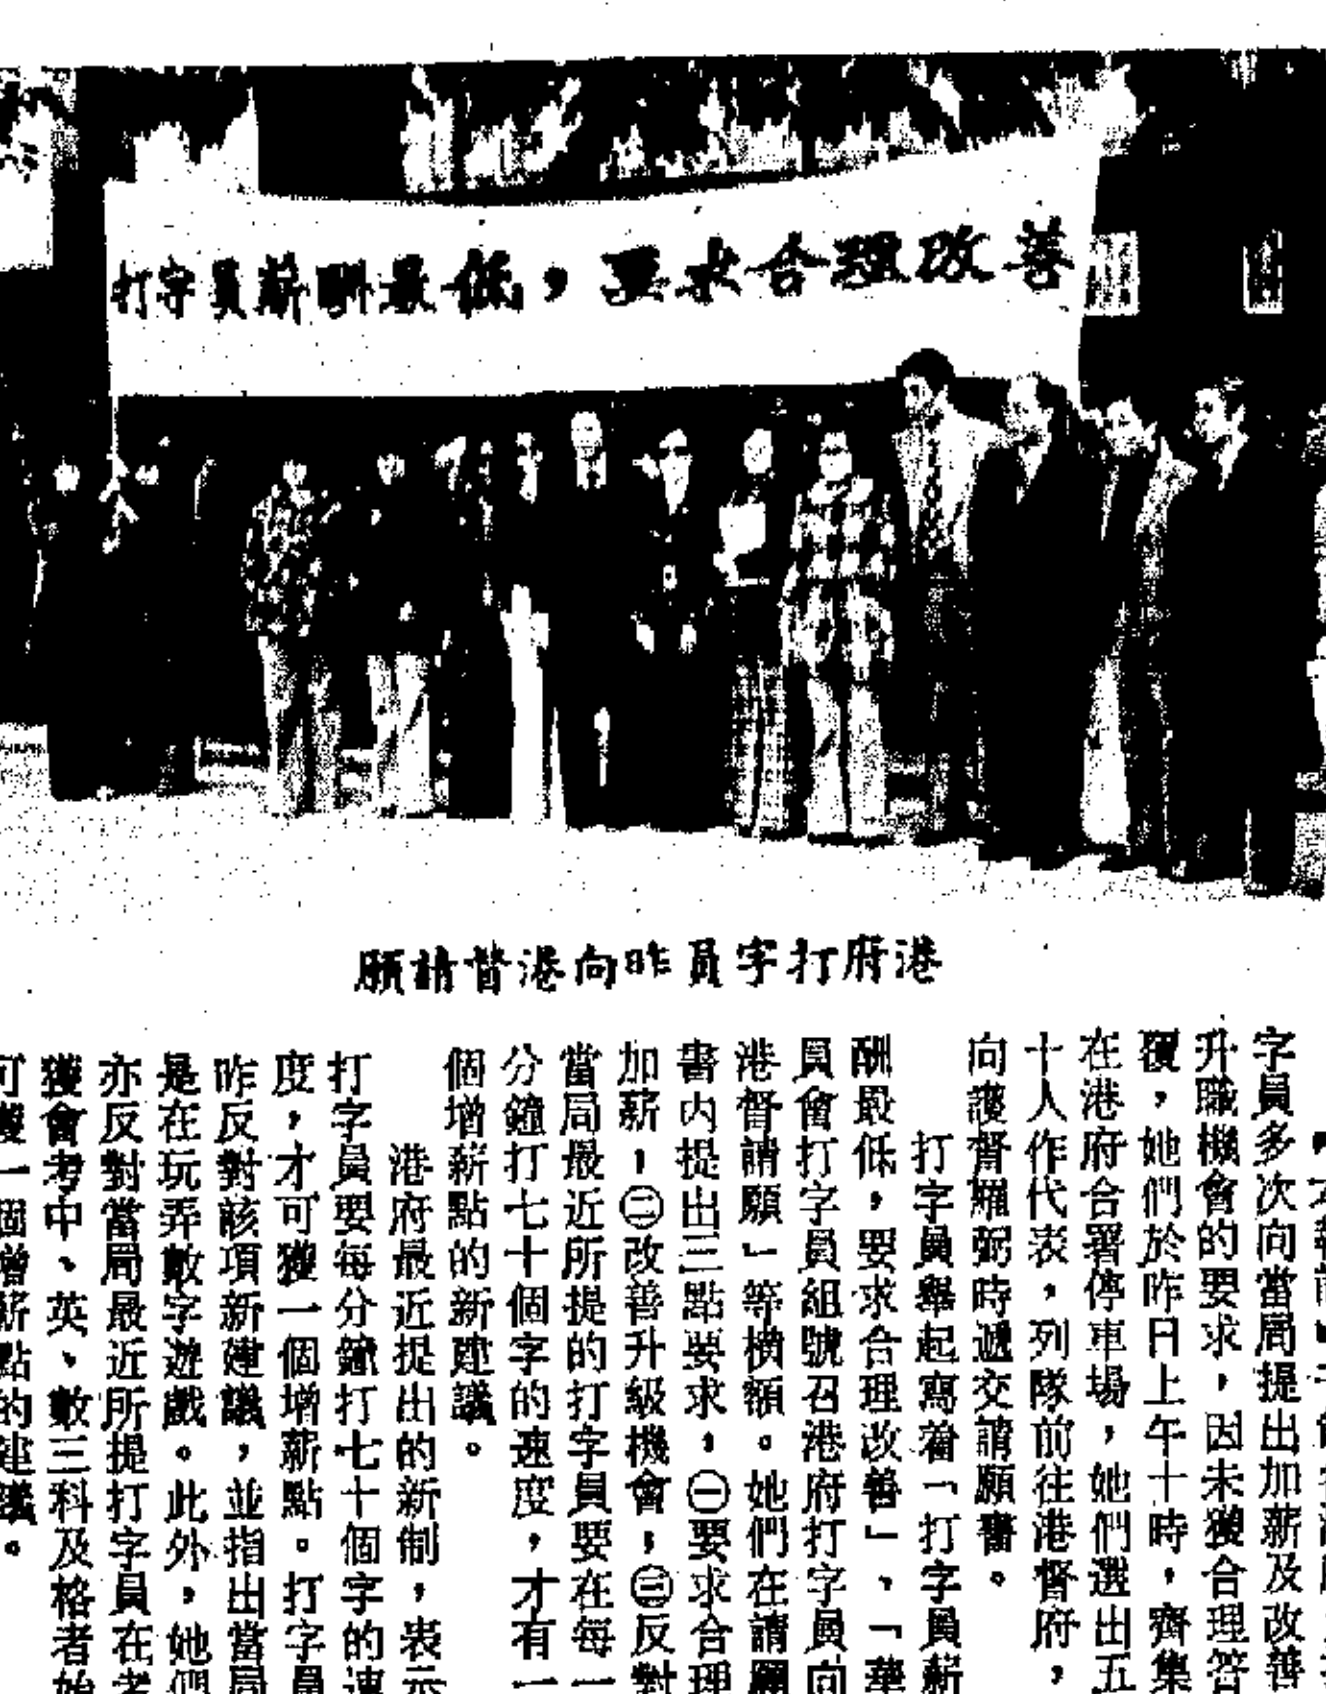 打字員薪酬最低，要求合理改善
港府打字員昨向港督請願
字員多次向當局提出加薪及改善
升職機會的要求，因未獲合理答
覆，她們於昨日上午十時，齊集
在港府合署停車場，她們選出五
十人作代表，列隊前往港督府，
向護督羅弼時遞交請願書。
打字員舉起寫着「打字員薪
酬最低，要求合理改善」、「華
員會打字員組號召港府打字員向
港督請願」等橫額。她們在請願
書內提出三點要求，㊀要求合理
加薪，㊁改善升級機會，㊂反對
當局最近所提的打字員要在每一
分鐘打七十個字的速度，才有一
個增薪點的新建議。
港府最近提出的新制，表示
打字員要每分鐘打七十個字的速
度，才可獲一個增薪點。打字員
昨反對該項新建議，並指出當局
是在玩弄數字遊戲。此外，她們
亦反對當局最近所提打字員在考
獲會考中、英、數三科及格者始
可獲一個增薪點的建議。